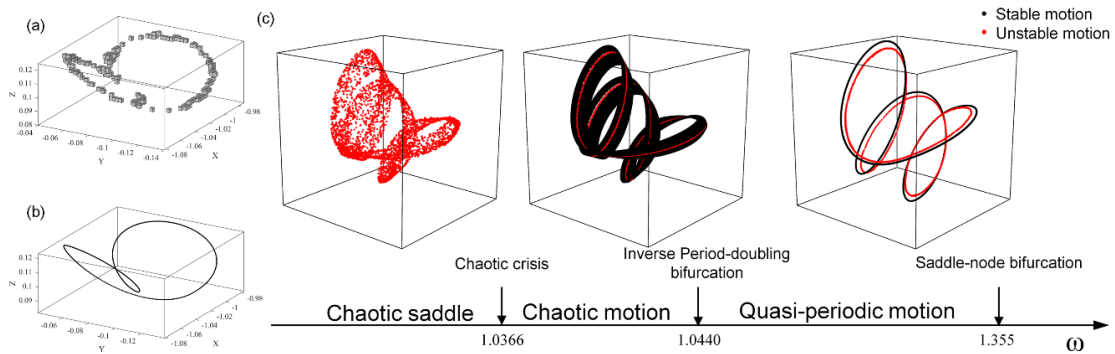 (a)
0.12
0.11
0.10
0.09
0.08
Z
-0.04
-0.06
-0.08
-0.10
-0.12
-0.14
Y
-1.08
-1.06
-1.04
-1.02
-1
-0.98
X
(b)
0.12
0.11
0.10
0.09
Z
-0.06
-0.08
-0.1
-0.12
Y
-1.08
-1.06
-1.04
-1.02
-1
-0.98
X
(c)
Stable motion
Unstable motion
Chaotic crisis
Inverse Period-doubling
bifurcation
Saddle-node bifurcation
Chaotic saddle
Chaotic motion
Quasi-periodic motion
1.0366
1.0440
1.355
ω